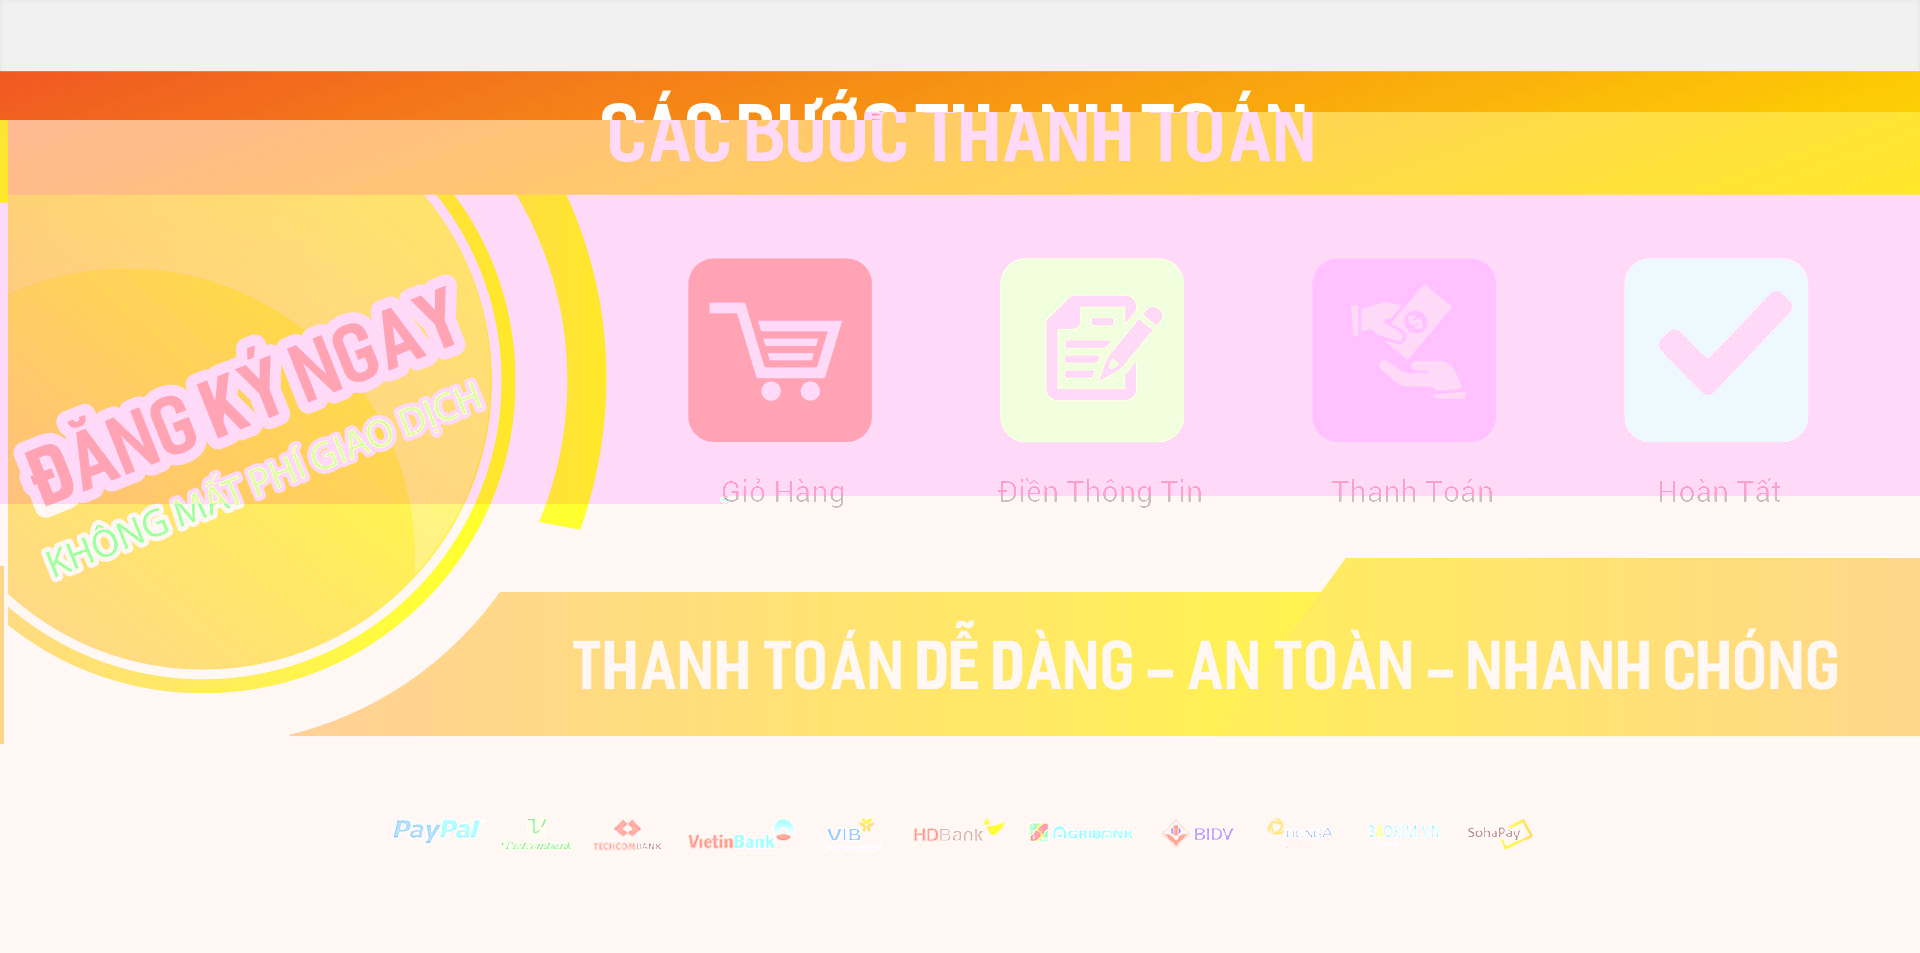 CÁC BƯỚC THANH TOÁN
ĐĂNG KÝ NGAY
KHÔNG MẤT PHÍ GIAO DỊCH
Giỏ Hàng
Điền Thông Tin
Thanh Toán
Hoàn Tất
THANH TOÁN DỄ DÀNG – AN TOÀN – NHANH CHÓNG
PayPal
Vietcombank
TECHCOMBANK
VietinBank
VIB
HDBank
AGRIBANK
BIDV
BAOKIM.VN
SohaPay